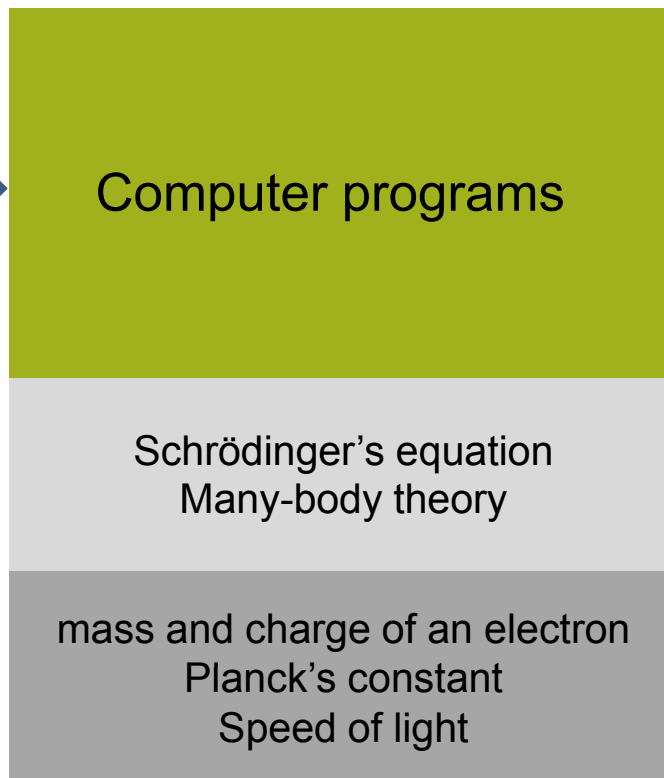 Computer programs
Schrödinger’s equation
Many-body theory
mass and charge of an electron
Planck’s constant
Speed of light